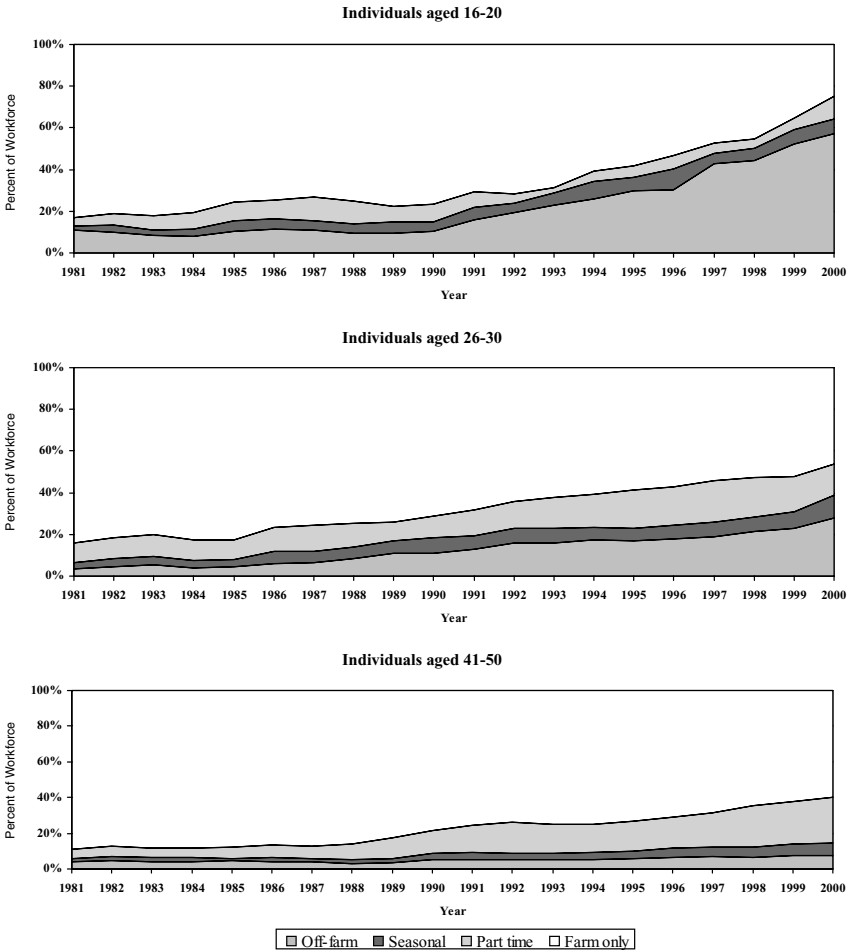 Individuals aged 16-20
Percent of Workforce
100%
80%
60%
40%
20%
0%
1981 1982 1983 1984 1985 1986 1987 1988 1989 1990 1991 1992 1993 1994 1995 1996 1997 1998 1999 2000
Year
Individuals aged 26-30
Percent of Workforce
100%
80%
60%
40%
20%
0%
1981 1982 1983 1984 1985 1986 1987 1988 1989 1990 1991 1992 1993 1994 1995 1996 1997 1998 1999 2000
Year
Individuals aged 41-50
Percent of Workforce
100%
80%
60%
40%
20%
0%
1981 1982 1983 1984 1985 1986 1987 1988 1989 1990 1991 1992 1993 1994 1995 1996 1997 1998 1999 2000
Year
Off-farm Seasonal Part time Farm only